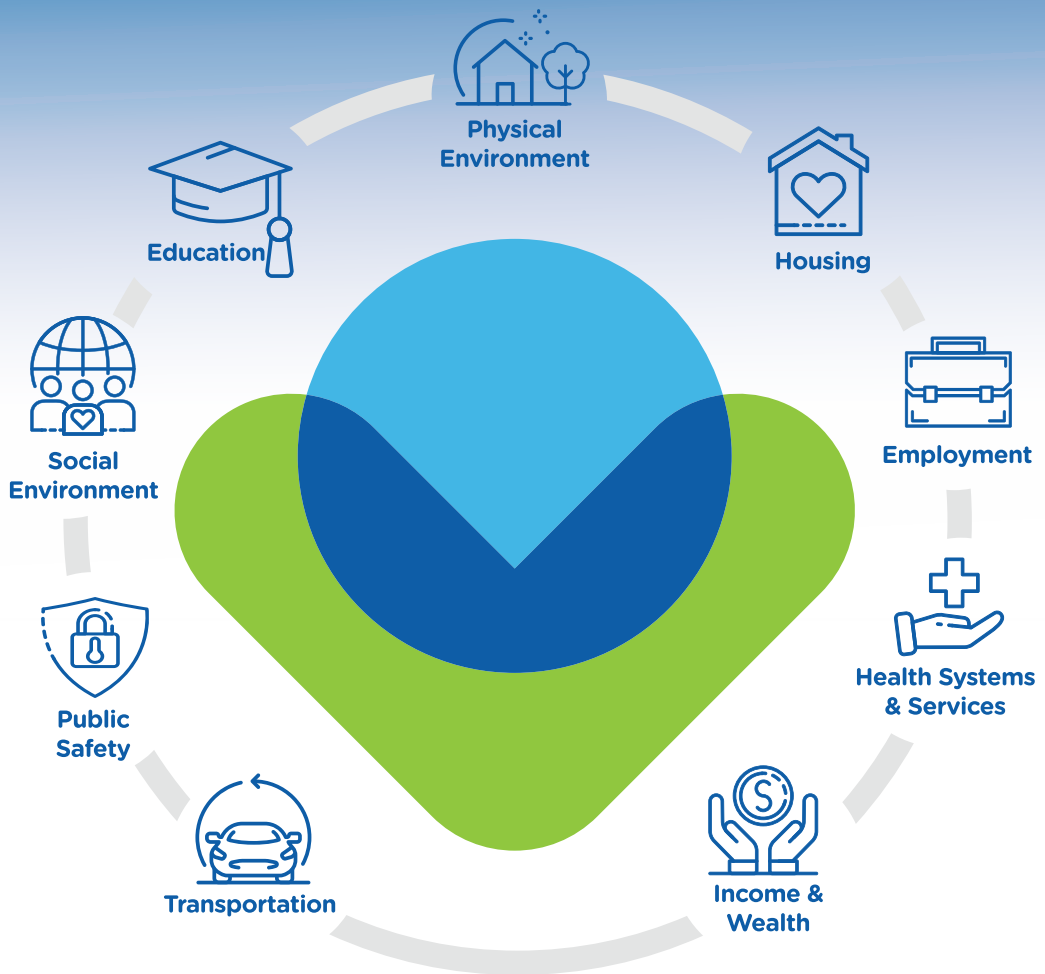 Physical
Environment
Education
Housing
Social
Environment
Employment
Health Systems
& Services
Public
Safety
Transportation
Income &
Wealth